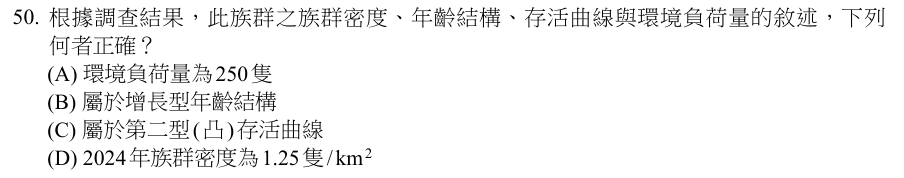 50. 根據調查結果，此族群之族群密度、年齡結構、存活曲線與環境負荷量的敘述，下列
何者正確？
(A) 環境負荷量為250隻
(B) 屬於增長型年齡結構
(C) 屬於第二型(凸)存活曲線
(D) 2024年族群密度為1.25隻/km²